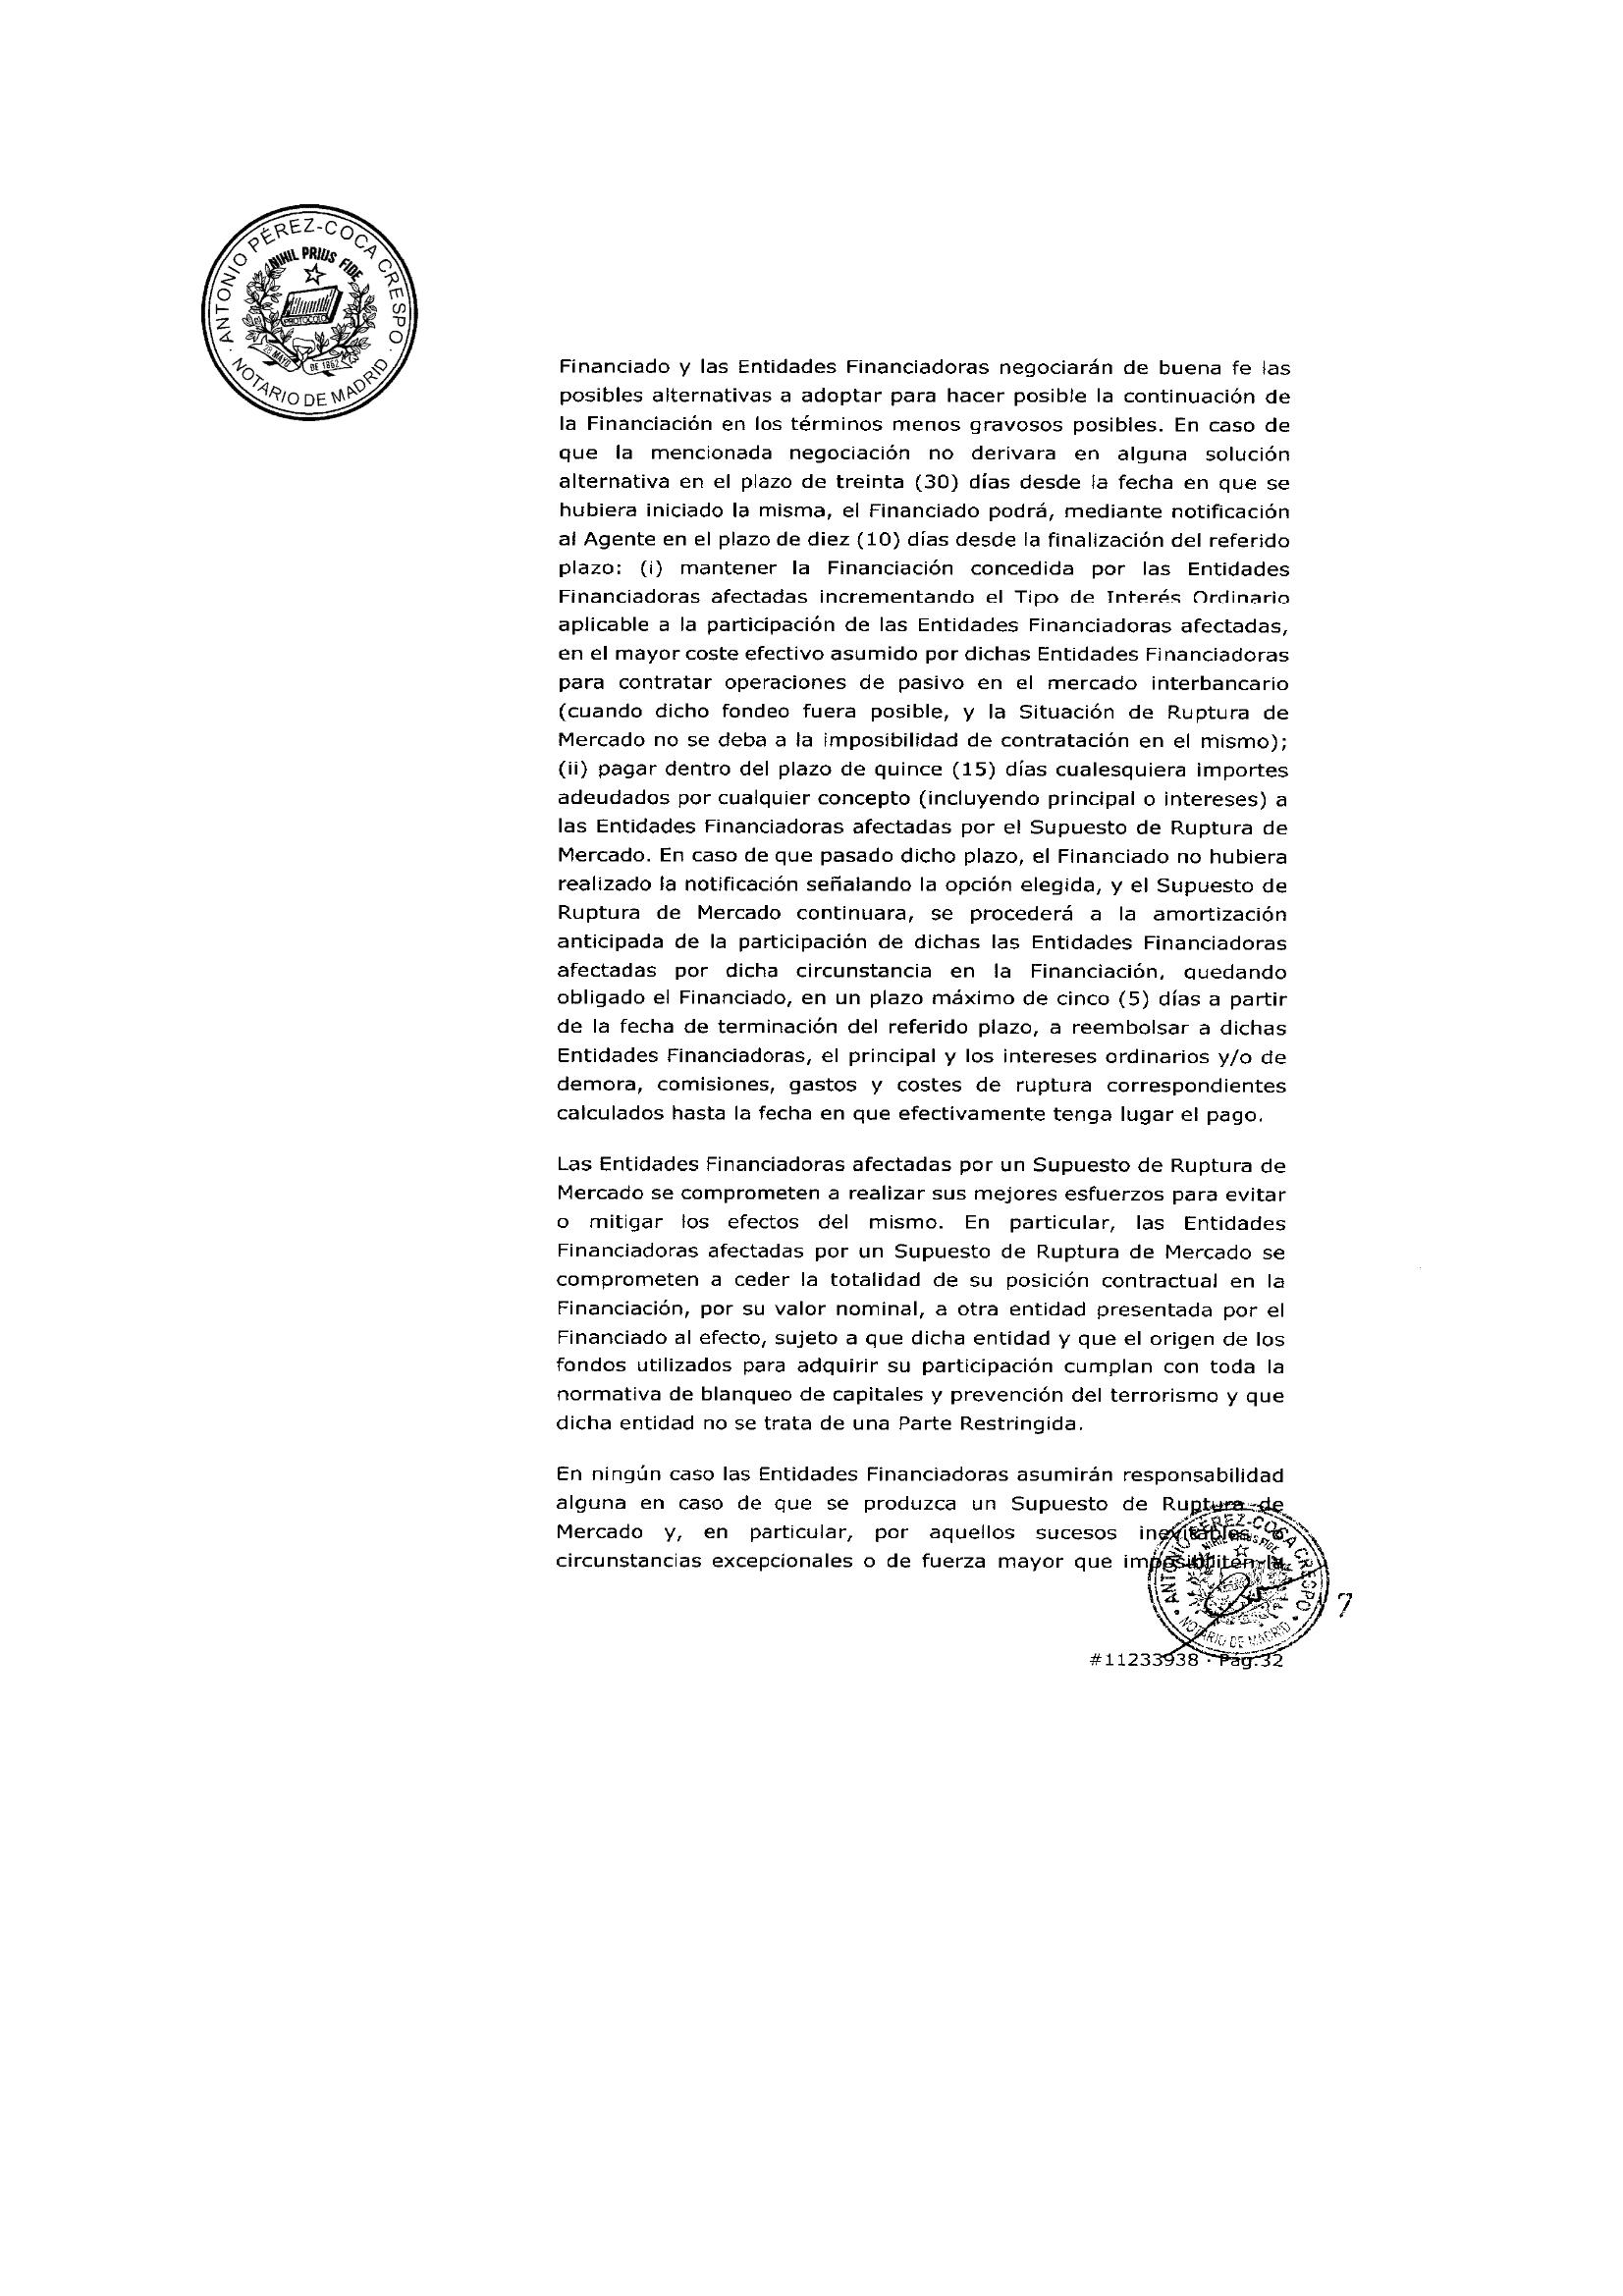 ANTONIO PÉREZ-COCA CRESPO
NIHIL PRIUS FIDE
PROTOCOLO
28 MAYO DE 1862
NOTARIO DE MADRID
Financiado y las Entidades Financiadoras negociarán de buena fe las
posibles alternativas a adoptar para hacer posible la continuación de
la Financiación en los términos menos gravosos posibles. En caso de
que la mencionada negociación no derivara en alguna solución
alternativa en el plazo de treinta (30) días desde la fecha en que se
hubiera iniciado la misma, el Financiado podrá, mediante notificación
al Agente en el plazo de diez (10) días desde la finalización del referido
plazo: (i) mantener la Financiación concedida por las Entidades
Financiadoras afectadas incrementando el Tipo de Interés Ordinario
aplicable a la participación de las Entidades Financiadoras afectadas,
en el mayor coste efectivo asumido por dichas Entidades Financiadoras
para contratar operaciones de pasivo en el mercado interbancario
(cuando dicho fondeo fuera posible, y la Situación de Ruptura de
Mercado no se deba a la imposibilidad de contratación en el mismo);
(ii) pagar dentro del plazo de quince (15) días cualesquiera importes
adeudados por cualquier concepto (incluyendo principal o intereses) a
las Entidades Financiadoras afectadas por el Supuesto de Ruptura de
Mercado. En caso de que pasado dicho plazo, el Financiado no hubiera
realizado la notificación señalando la opción elegida, y el Supuesto de
Ruptura de Mercado continuara, se procederá a la amortización
anticipada de la participación de dichas las Entidades Financiadoras
afectadas por dicha circunstancia en la Financiación, quedando
obligado el Financiado, en un plazo máximo de cinco (5) días a partir
de la fecha de terminación del referido plazo, a reembolsar a dichas
Entidades Financiadoras, el principal y los intereses ordinarios y/o de
demora, comisiones, gastos y costes de ruptura correspondientes
calculados hasta la fecha en que efectivamente tenga lugar el pago.
Las Entidades Financiadoras afectadas por un Supuesto de Ruptura de
Mercado se comprometen a realizar sus mejores esfuerzos para evitar
o mitigar los efectos del mismo. En particular, las Entidades
Financiadoras afectadas por un Supuesto de Ruptura de Mercado se
comprometen a ceder la totalidad de su posición contractual en la
Financiación, por su valor nominal, a otra entidad presentada por el
Financiado al efecto, sujeto a que dicha entidad y que el origen de los
fondos utilizados para adquirir su participación cumplan con toda la
normativa de blanqueo de capitales y prevención del terrorismo y que
dicha entidad no se trata de una Parte Restringida.
En ningún caso las Entidades Financiadoras asumirán responsabilidad
alguna en caso de que se produzca un Supuesto de Ruptura de
Mercado y, en particular, por aquellos sucesos inevitables o
circunstancias excepcionales o de fuerza mayor que imposibiliten la
ANTONIO PÉREZ-COCA CRESPO
NIHIL PRIUS FIDE
NOTARIO DE MADRID
#11233938 · Pág.32